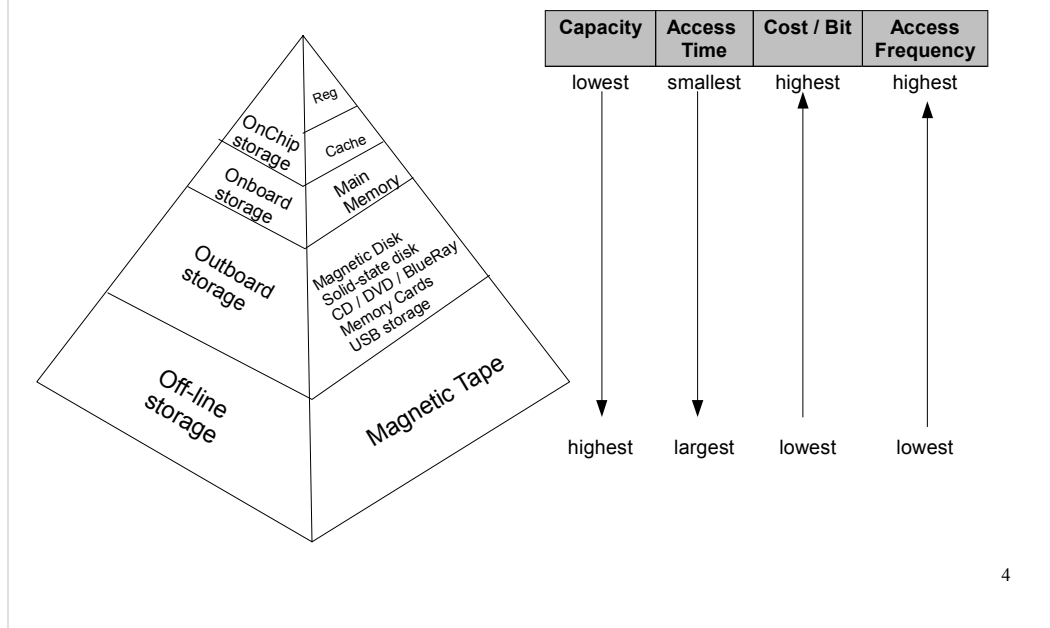 Capacity
Access
Time
Cost / Bit
Access
Frequency
lowest
smallest
highest
highest
Reg
OnChip
storage
Cache
Onboard
storage
Main
Memory
Outboard
storage
Magnetic Disk
Solid-state disk
CD / DVD / BlueRay
Memory Cards
USB storage
Off-line
storage
Magnetic Tape
highest
largest
lowest
lowest
4